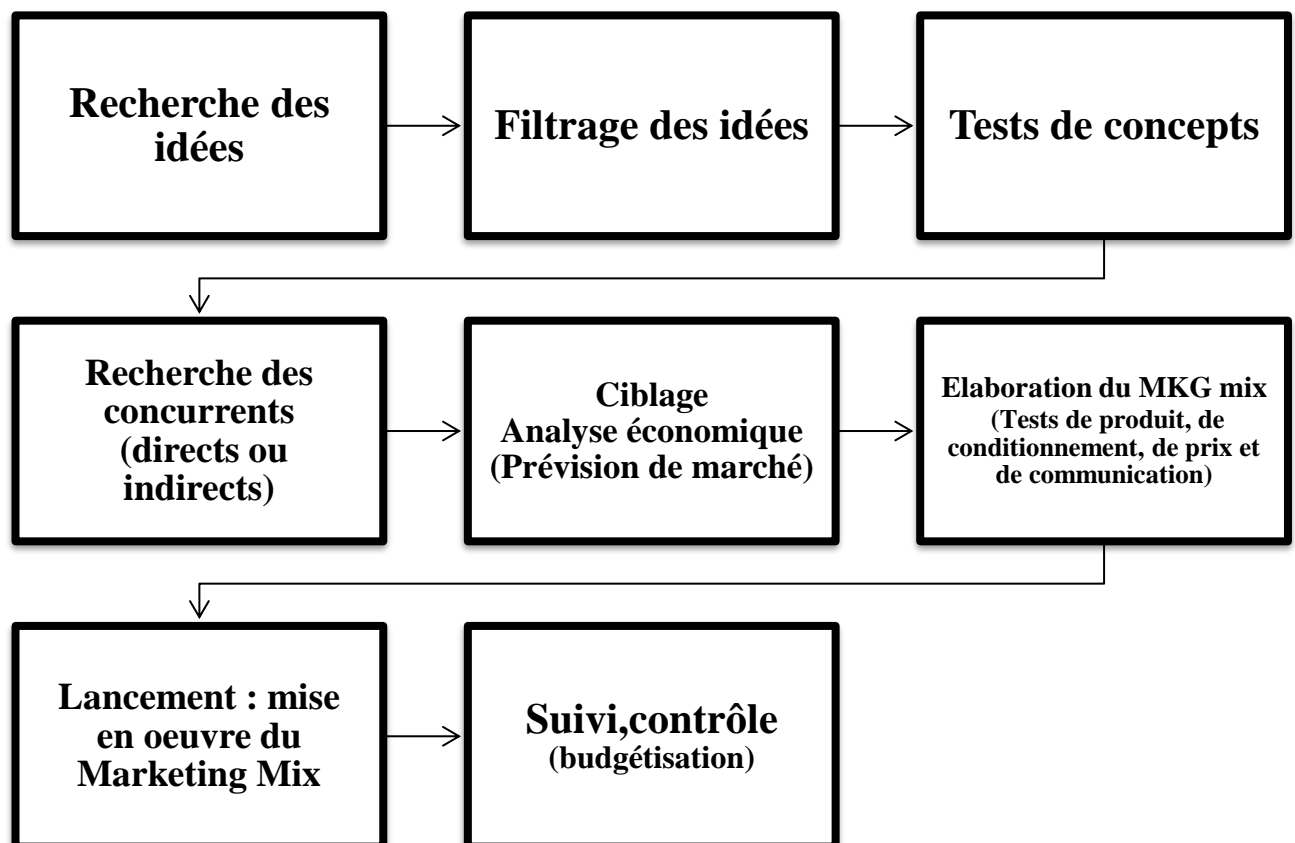 Recherche des
idées
Filtrage des idées
Tests de concepts
Recherche des
concurrents
(directs ou
indirects)
Ciblage
Analyse économique
(Prévision de marché)
Elaboration du MKG mix
(Tests de produit, de
conditionnement, de prix et
de communication)
Lancement : mise
en oeuvre du
Marketing Mix
Suivi,contrôle
(budgétisation)